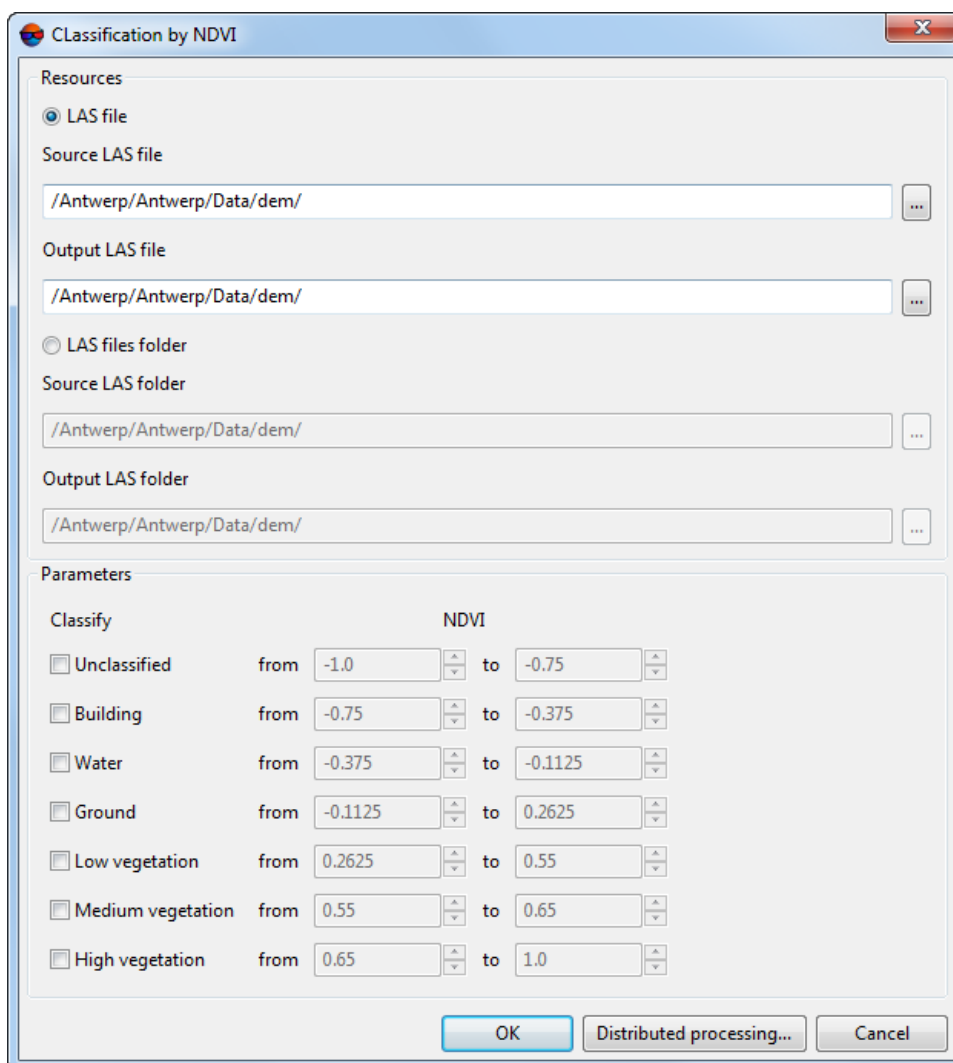 CLassification by NDVI
Resources
LAS file
Source LAS file
/Antwerp/Antwerp/Data/dem/ ...
Output LAS file
/Antwerp/Antwerp/Data/dem/ ...
LAS files folder
Source LAS folder
/Antwerp/Antwerp/Data/dem/ ...
Output LAS folder
/Antwerp/Antwerp/Data/dem/ ...
Parameters
Classify NDVI
Unclassified from -1.0 to -0.75
Building from -0.75 to -0.375
Water from -0.375 to -0.1125
Ground from -0.1125 to 0.2625
Low vegetation from 0.2625 to 0.55
Medium vegetation from 0.55 to 0.65
High vegetation from 0.65 to 1.0
OK Distributed processing... Cancel